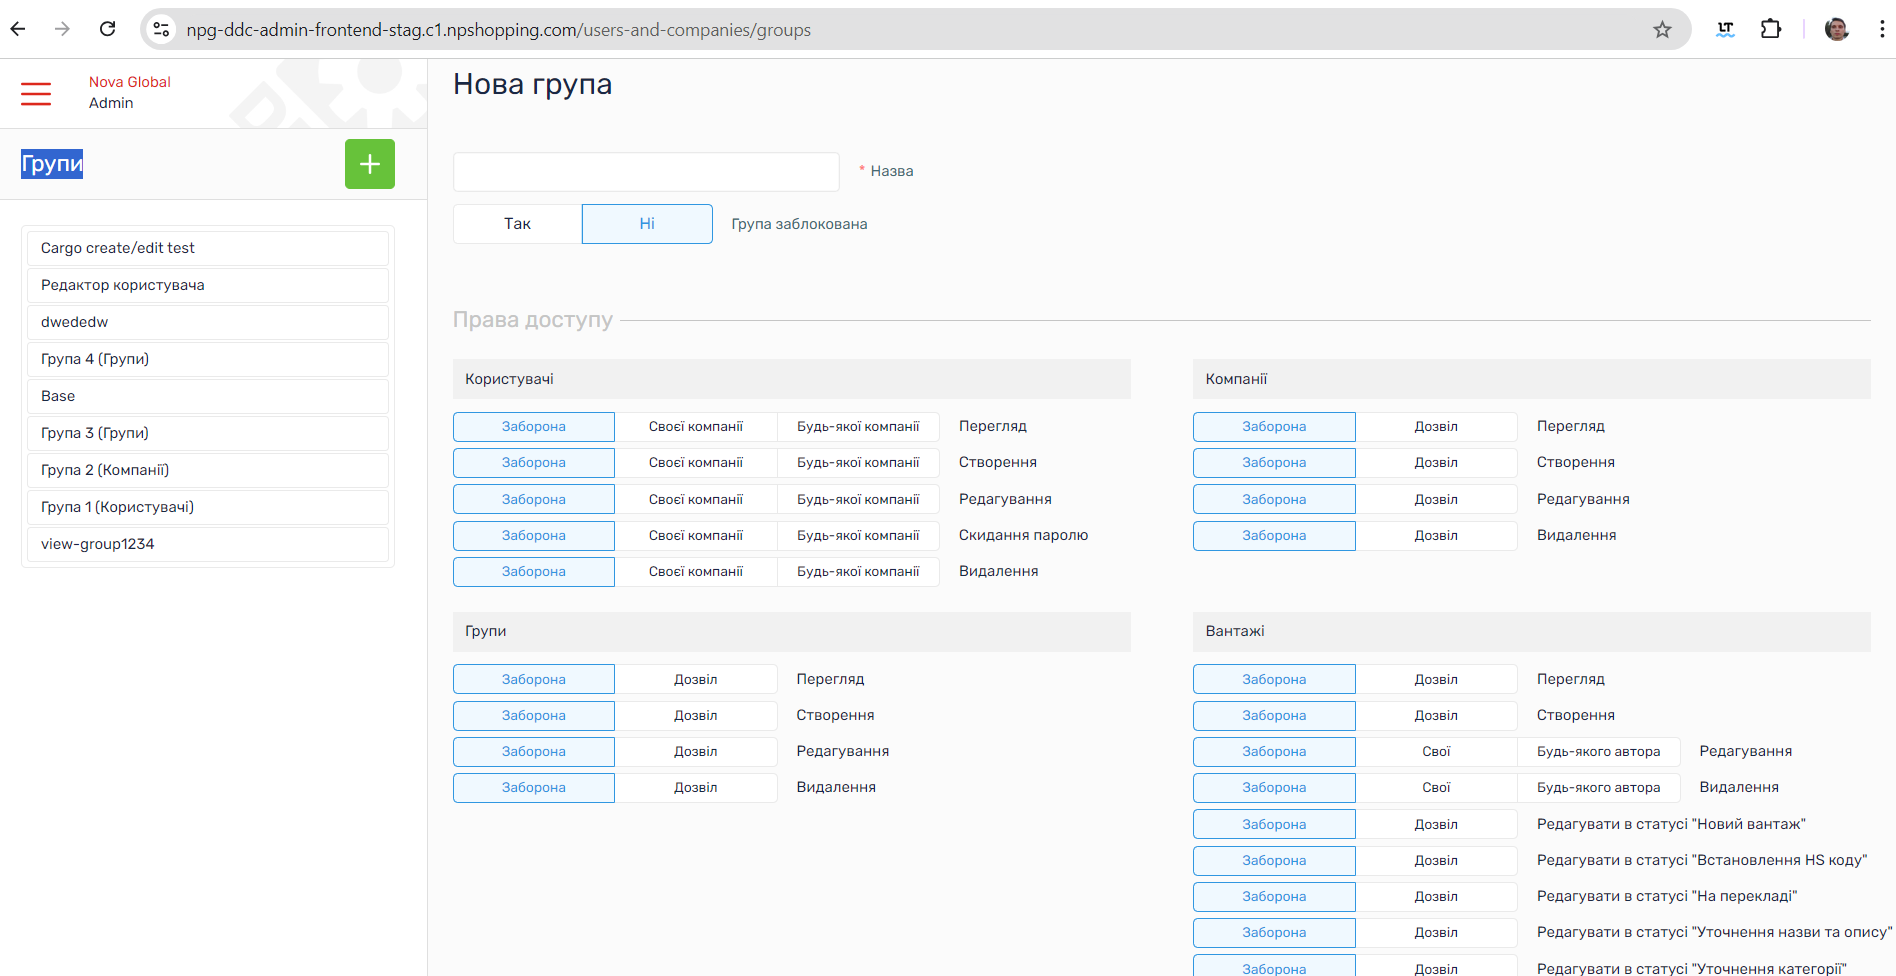 npg-ddc-admin-frontend-stag.c1.npshopping.com/users-and-companies/groups
LT
Nova Global
Admin
Групи
Cargo create/edit test
Редактор користувача
dwededw
Група 4 (Групи)
Base
Група 3 (Групи)
Група 2 (Компанії)
Група 1 (Користувачі)
view-group1234
Нова група
* Назва
Так Ні Група заблокована
Права доступу
Користувачі
Заборона Своєї компанії Будь-якої компанії Перегляд
Заборона Своєї компанії Будь-якої компанії Створення
Заборона Своєї компанії Будь-якої компанії Редагування
Заборона Своєї компанії Будь-якої компанії Скидання паролю
Заборона Своєї компанії Будь-якої компанії Видалення
Компанії
Заборона Дозвіл Перегляд
Заборона Дозвіл Створення
Заборона Дозвіл Редагування
Заборона Дозвіл Видалення
Групи
Заборона Дозвіл Перегляд
Заборона Дозвіл Створення
Заборона Дозвіл Редагування
Заборона Дозвіл Видалення
Вантажі
Заборона Дозвіл Перегляд
Заборона Дозвіл Створення
Заборона Свої Будь-якого автора Редагування
Заборона Свої Будь-якого автора Видалення
Заборона Дозвіл Редагувати в статусі "Новий вантаж"
Заборона Дозвіл Редагувати в статусі "Встановлення HS коду"
Заборона Дозвіл Редагувати в статусі "На перекладі"
Заборона Дозвіл Редагувати в статусі "Уточнення назви та опису"
Заборона Дозвіл Редагувати в статусі "Уточнення категорії"